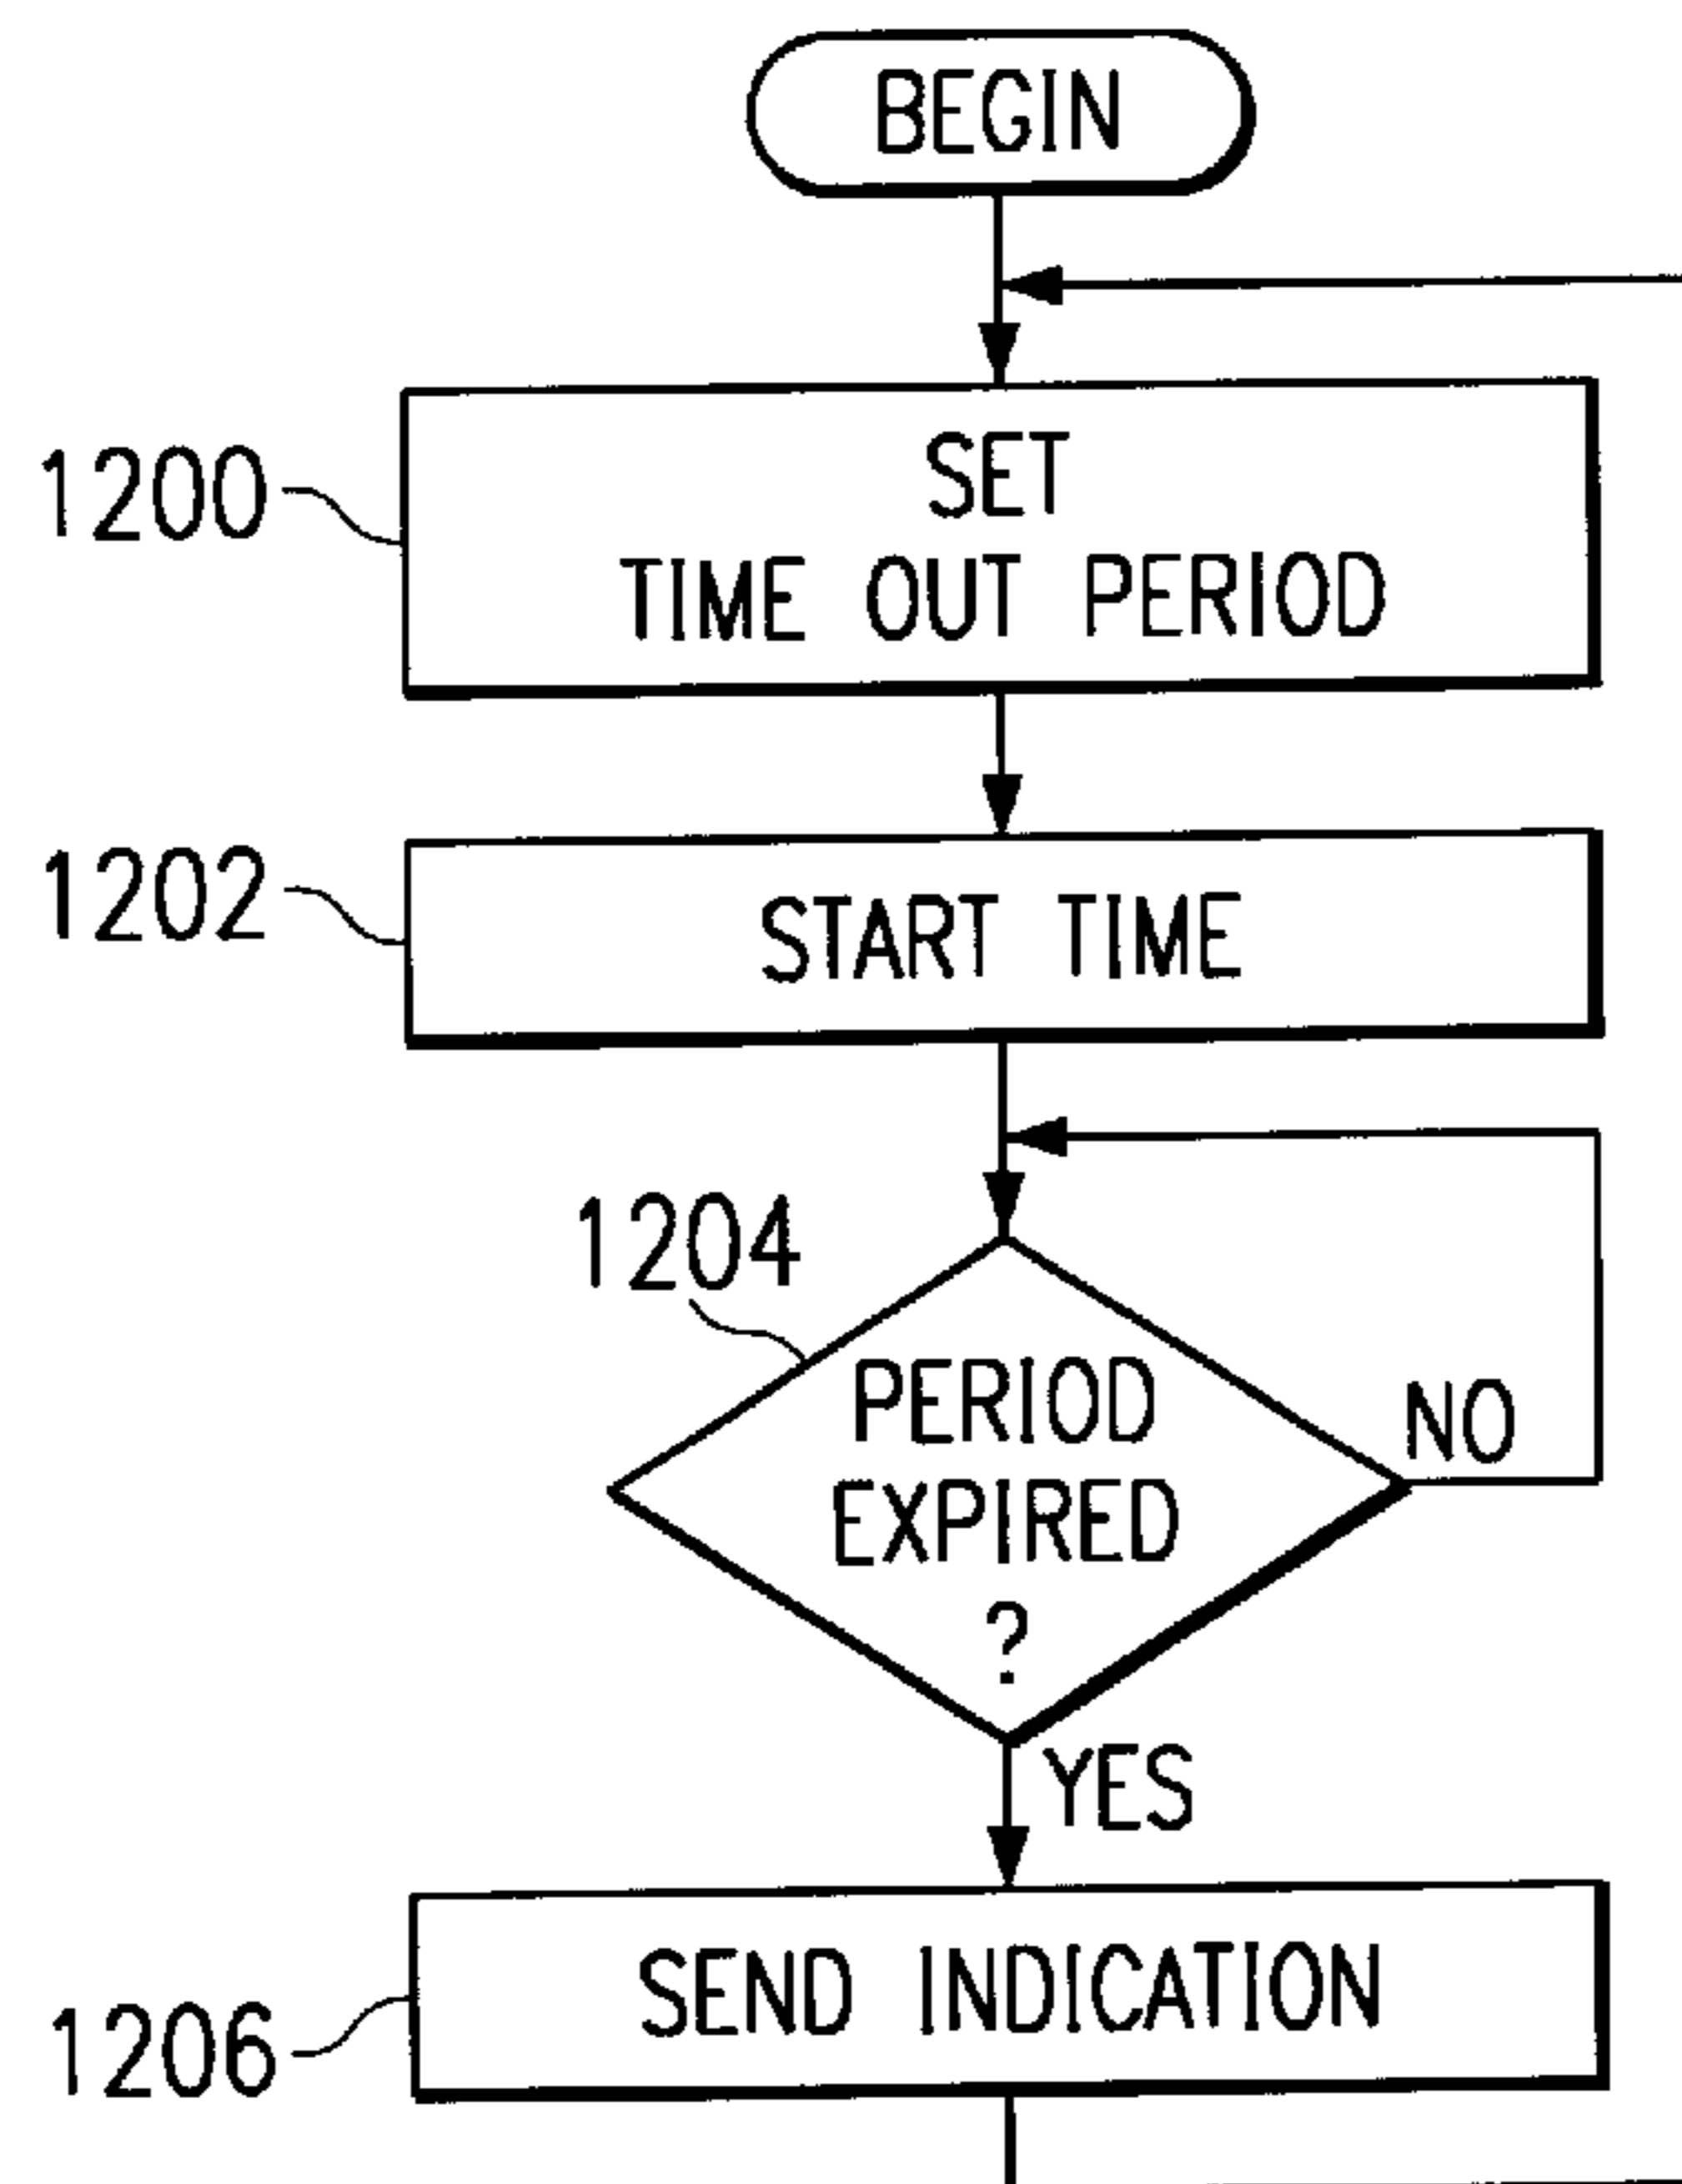 BEGIN
1200
SET
TIME OUT PERIOD
1202
START TIME
1204
PERIOD
EXPIRED
?
NO
YES
SEND INDICATION
1206